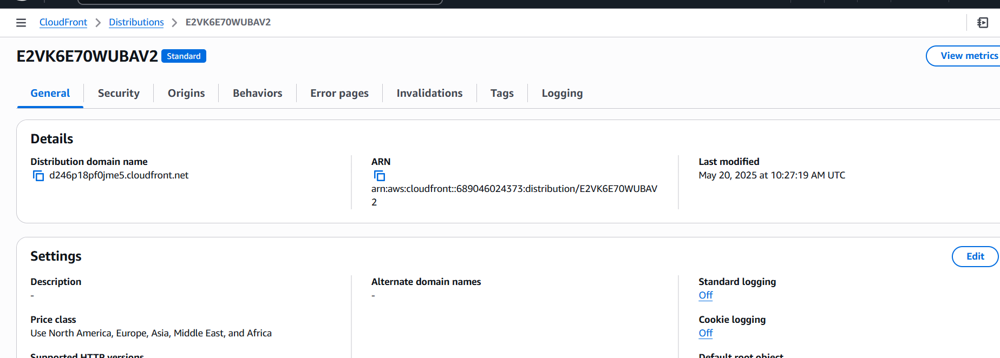 CloudFront > Distributions > E2VK6E70WUBAV2
E2VK6E70WUBAV2 Standard
View metrics
General Security Origins Behaviors Error pages Invalidations Tags Logging
Details
Distribution domain name
d246p18pf0jme5.cloudfront.net
ARN
arn:aws:cloudfront::689046024373:distribution/E2VK6E70WUBAV
2
Last modified
May 20, 2025 at 10:27:19 AM UTC
Settings
Edit
Description
-
Price class
Use North America, Europe, Asia, Middle East, and Africa
Supported HTTP versions
Alternate domain names
-
Standard logging
Off
Cookie logging
Off
Default root object